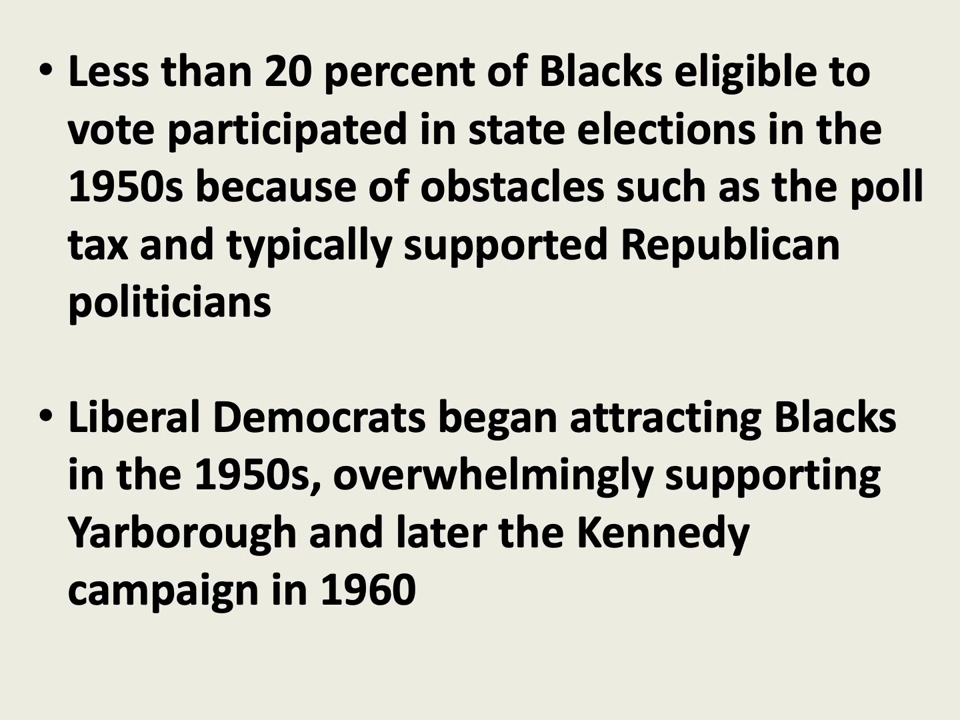 • Less than 20 percent of Blacks eligible to
vote participated in state elections in the
1950s because of obstacles such as the poll
tax and typically supported Republican
politicians
• Liberal Democrats began attracting Blacks
in the 1950s, overwhelmingly supporting
Yarborough and later the Kennedy
campaign in 1960